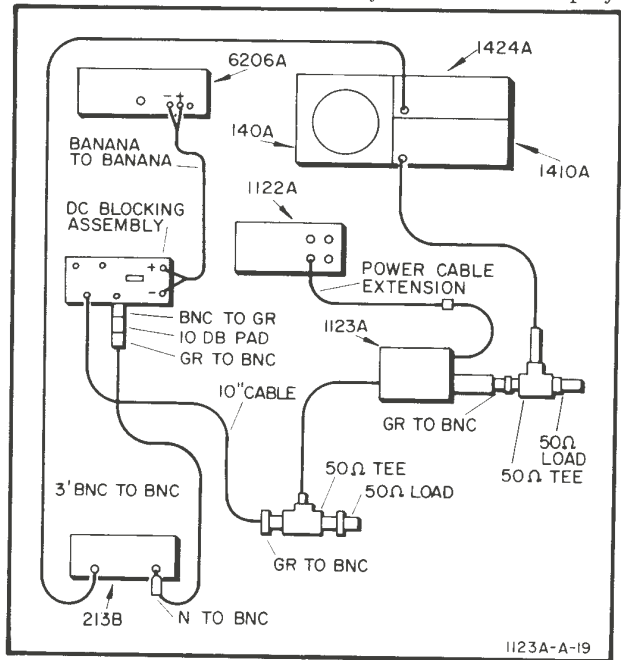 6206A
1424A
140A
BANANA
TO BANANA
1410A
1122A
DC BLOCKING
ASSEMBLY
- +
+
-
POWER CABLE
EXTENSION
BNC TO GR
10 DB PAD
GR TO BNC
1123A
10" CABLE
GR TO BNC
50Ω
LOAD
50Ω TEE
50Ω TEE
50Ω LOAD
3' BNC TO BNC
GR TO BNC
213B
N TO BNC
1123A-A-19